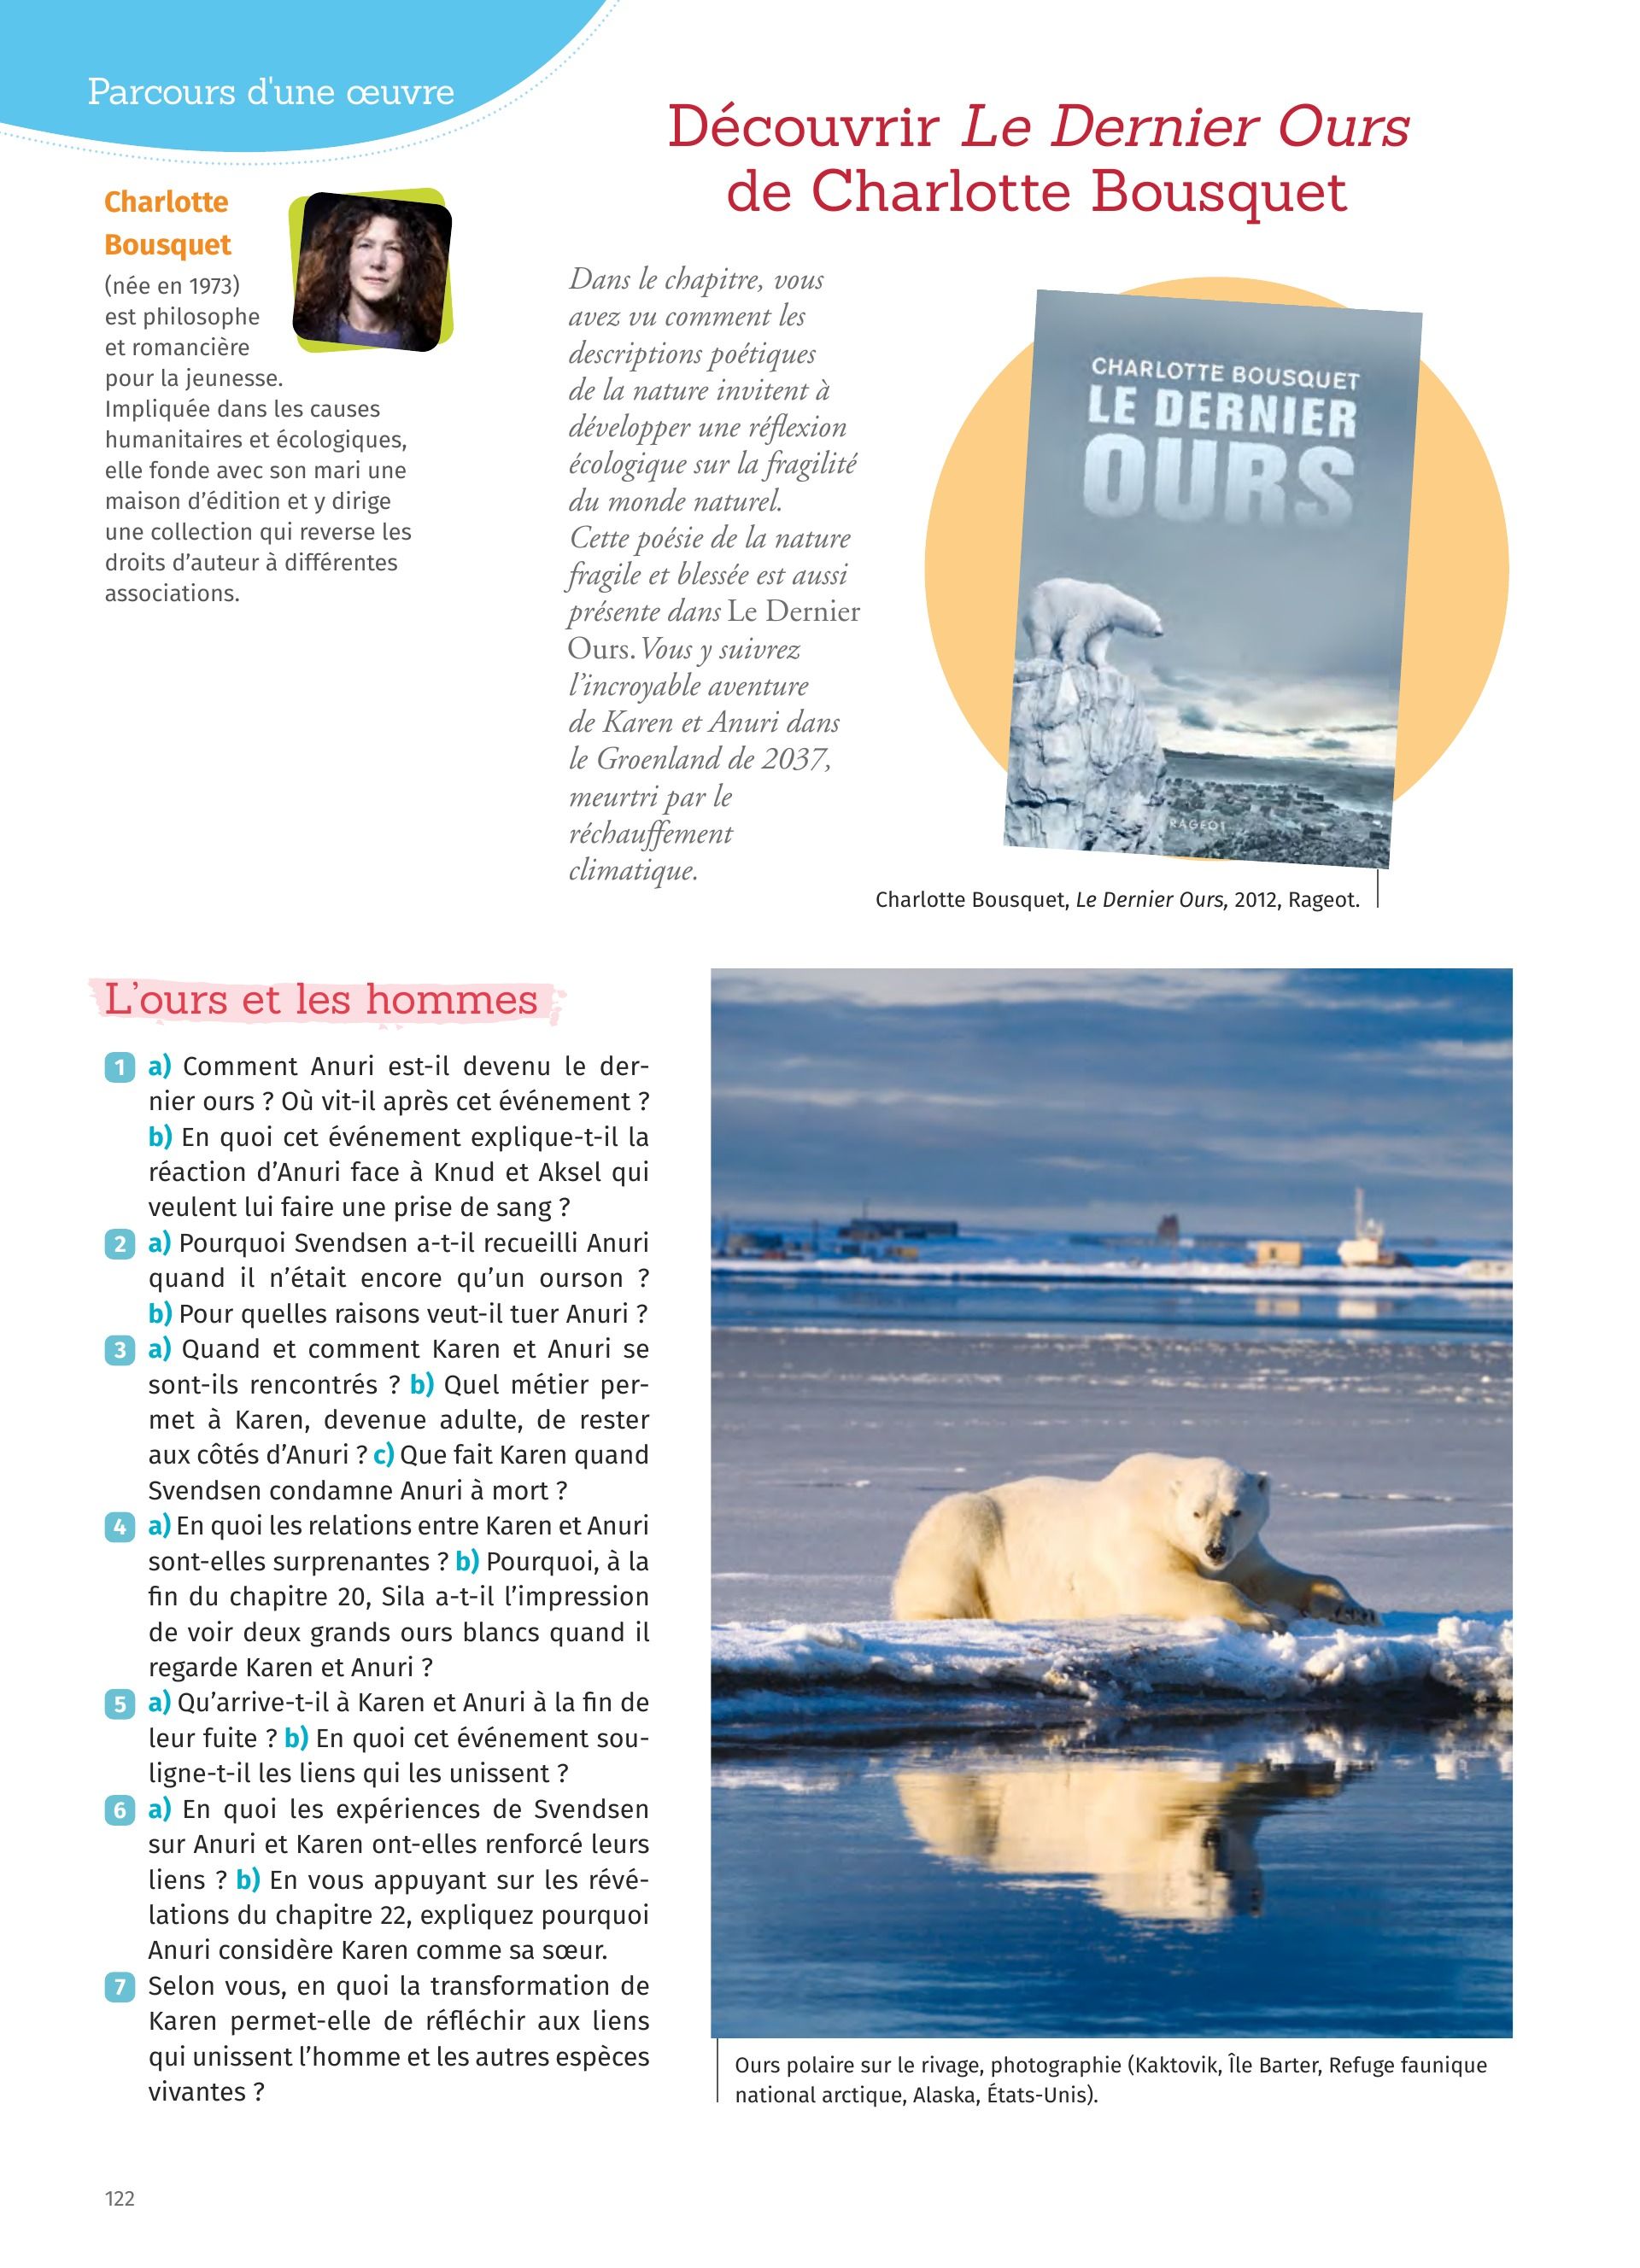 Parcours d'une œuvre
Découvrir Le Dernier Ours
de Charlotte Bousquet
Charlotte
Bousquet
(née en 1973)
est philosophe
et romancière
pour la jeunesse.
Impliquée dans les causes
humanitaires et écologiques,
elle fonde avec son mari une
maison d’édition et y dirige
une collection qui reverse les
droits d’auteur à différentes
associations.
Dans le chapitre, vous
avez vu comment les
descriptions poétiques
de la nature invitent à
développer une réflexion
écologique sur la fragilité
du monde naturel.
Cette poésie de la nature
fragile et blessée est aussi
présente dans Le Dernier
Ours. Vous y suivrez
l’incroyable aventure
de Karen et Anuri dans
le Groenland de 2037,
meurtri par le
réchauffement
climatique.
CHARLOTTE BOUSQUET
LE DERNIER
OURS
RAGEOT
Charlotte Bousquet, Le Dernier Ours, 2012, Rageot.
L’ours et les hommes
1 a) Comment Anuri est-il devenu le der-
nier ours ? Où vit-il après cet événement ?
b) En quoi cet événement explique-t-il la
réaction d’Anuri face à Knud et Aksel qui
veulent lui faire une prise de sang ?
2 a) Pourquoi Svendsen a-t-il recueilli Anuri
quand il n’était encore qu’un ourson ?
b) Pour quelles raisons veut-il tuer Anuri ?
3 a) Quand et comment Karen et Anuri se
sont-ils rencontrés ? b) Quel métier per-
met à Karen, devenue adulte, de rester
aux côtés d’Anuri ? c) Que fait Karen quand
Svendsen condamne Anuri à mort ?
4 a) En quoi les relations entre Karen et Anuri
sont-elles surprenantes ? b) Pourquoi, à la
fin du chapitre 20, Sila a-t-il l’impression
de voir deux grands ours blancs quand il
regarde Karen et Anuri ?
5 a) Qu’arrive-t-il à Karen et Anuri à la fin de
leur fuite ? b) En quoi cet événement sou-
ligne-t-il les liens qui les unissent ?
6 a) En quoi les expériences de Svendsen
sur Anuri et Karen ont-elles renforcé leurs
liens ? b) En vous appuyant sur les révé-
lations du chapitre 22, expliquez pourquoi
Anuri considère Karen comme sa sœur.
7 Selon vous, en quoi la transformation de
Karen permet-elle de réfléchir aux liens
qui unissent l’homme et les autres espèces
vivantes ?
Ours polaire sur le rivage, photographie (Kaktovik, Île Barter, Refuge faunique
national arctique, Alaska, États-Unis).
122